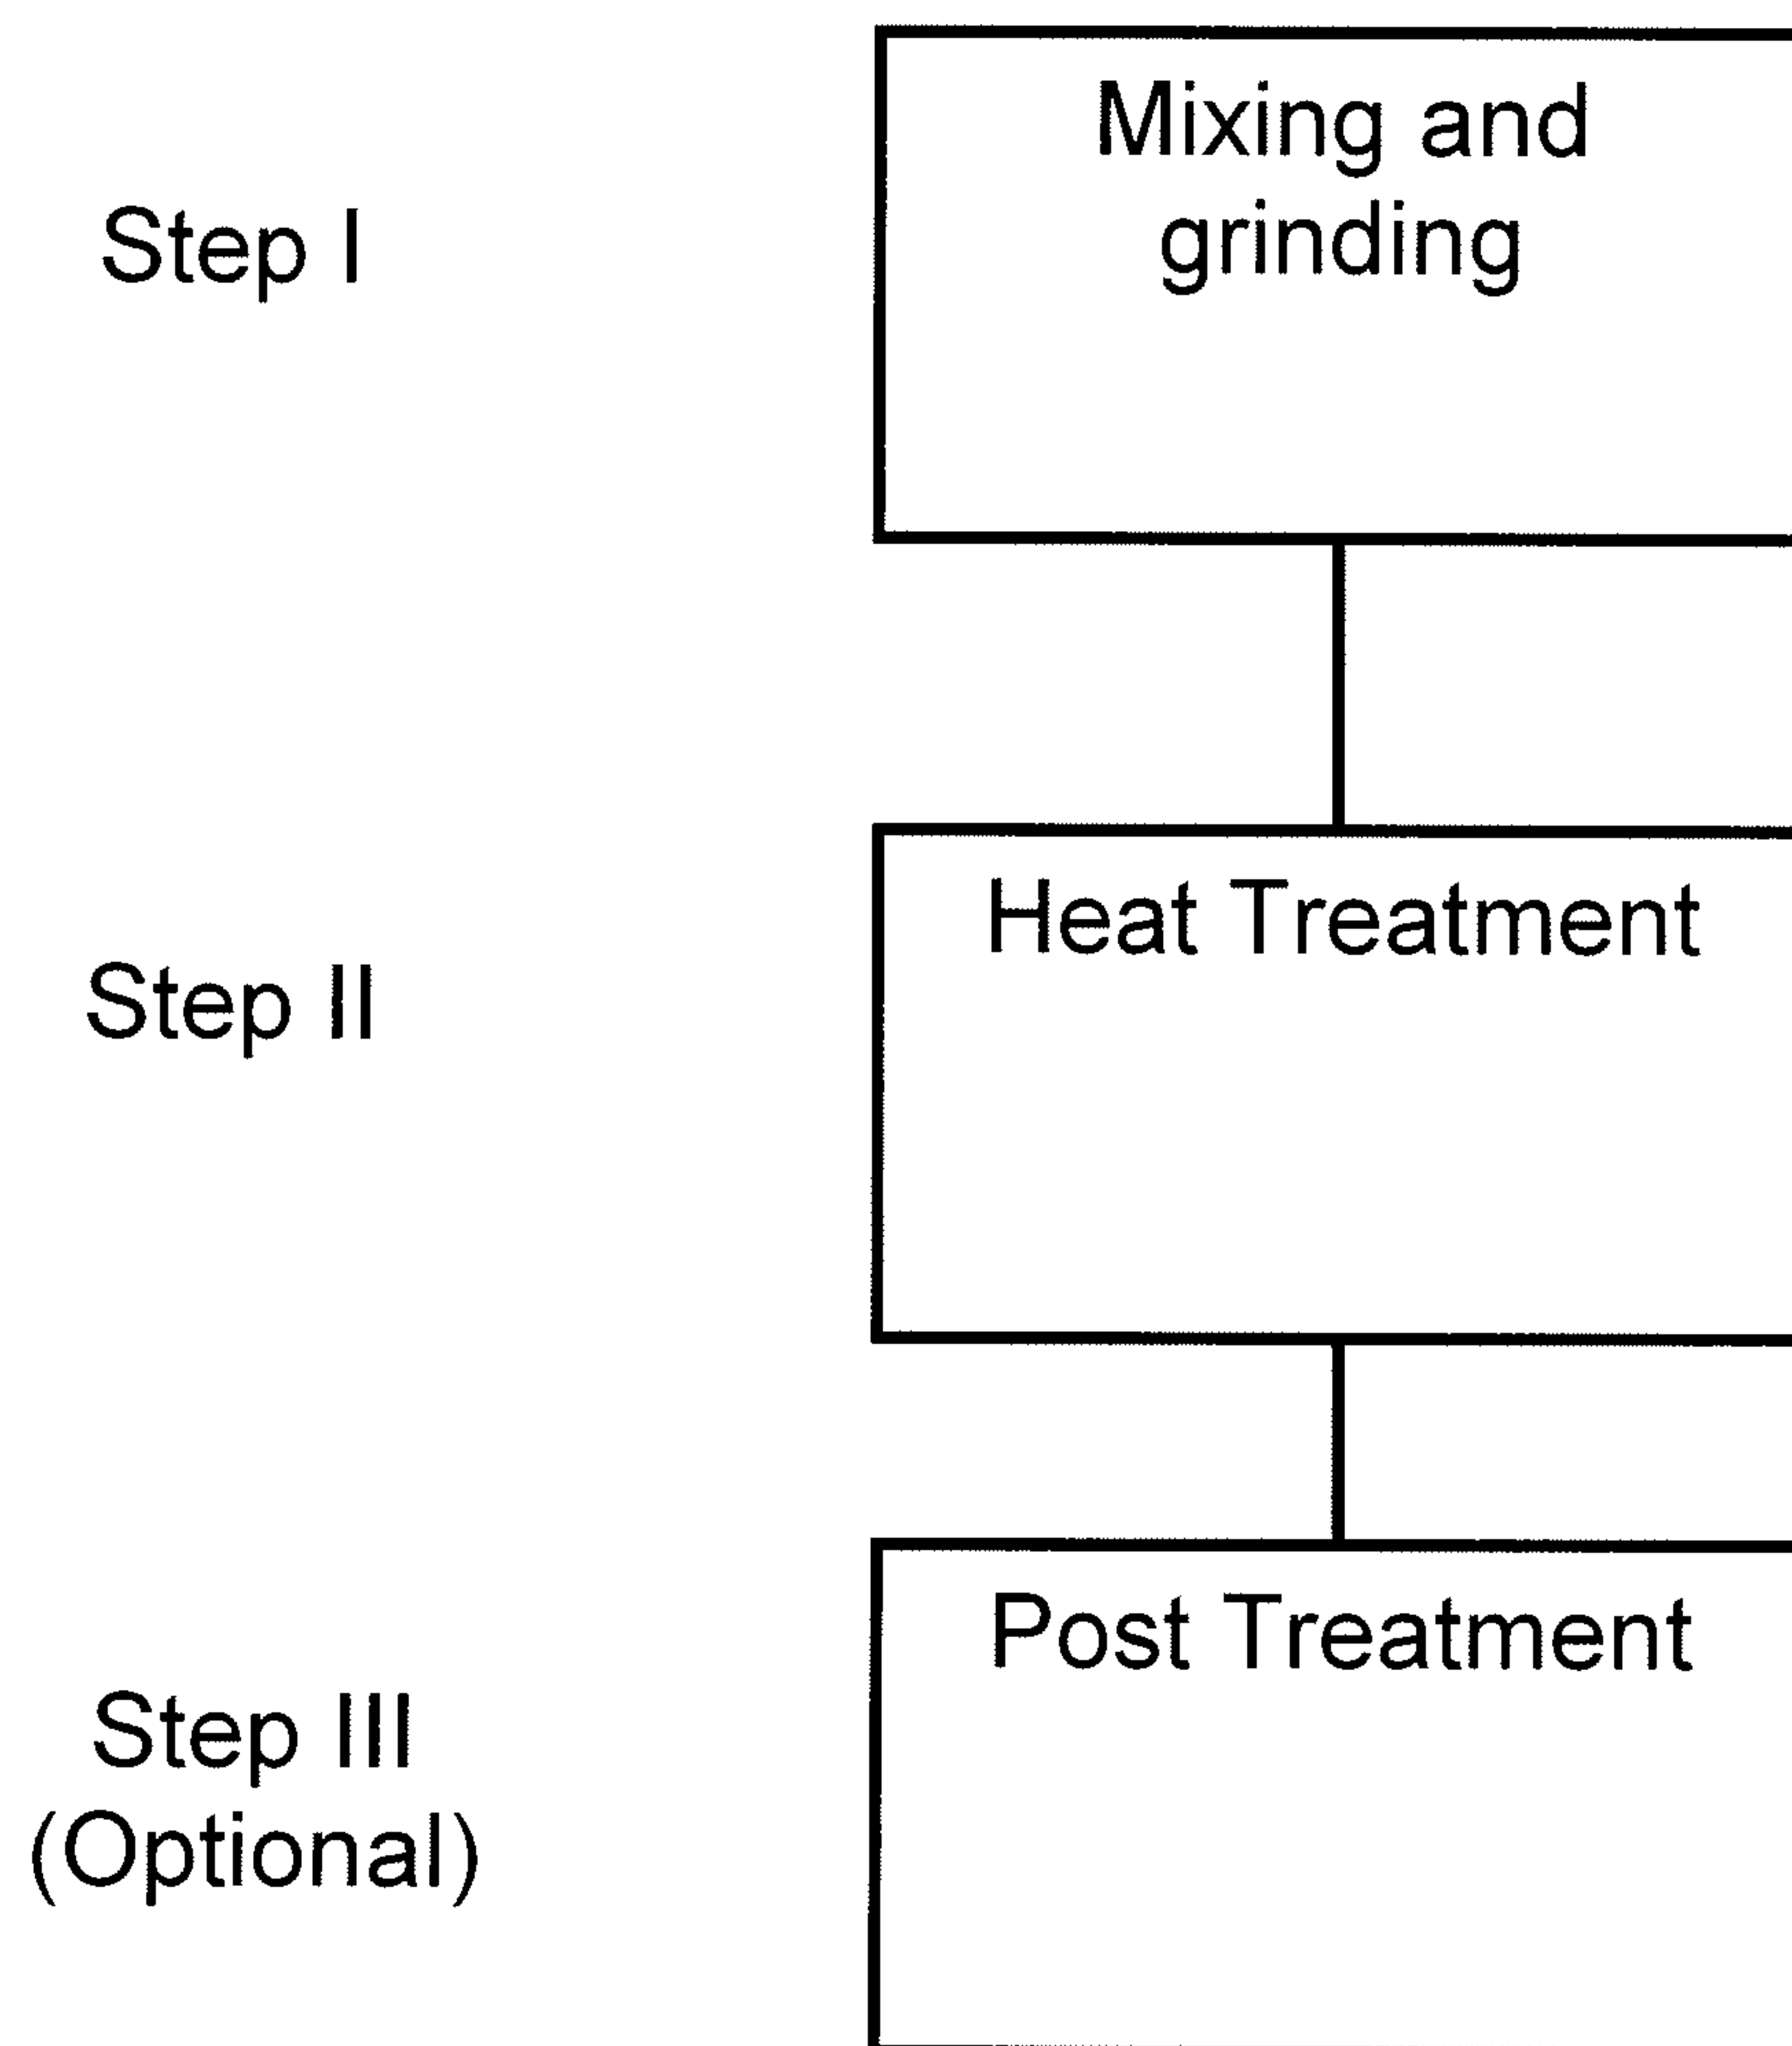 Step I
Mixing and
grinding
Step II
Heat Treatment
Step III
(Optional)
Post Treatment